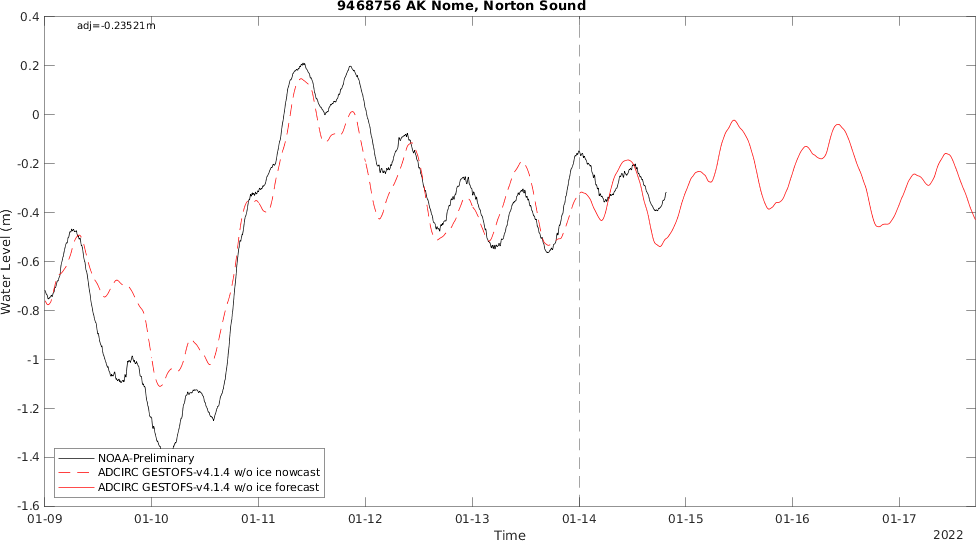 9468756 AK Nome, Norton Sound
adj=-0.23521m
0.4
0.2
0
-0.2
-0.4
-0.6
-0.8
-1
-1.2
-1.4
-1.6
Water Level (m)
NOAA-Preliminary
ADCIRC GESTOFS-v4.1.4 w/o ice nowcast
ADCIRC GESTOFS-v4.1.4 w/o ice forecast
01-09 01-10 01-11 01-12 01-13 01-14 01-15 01-16 01-17
Time
2022